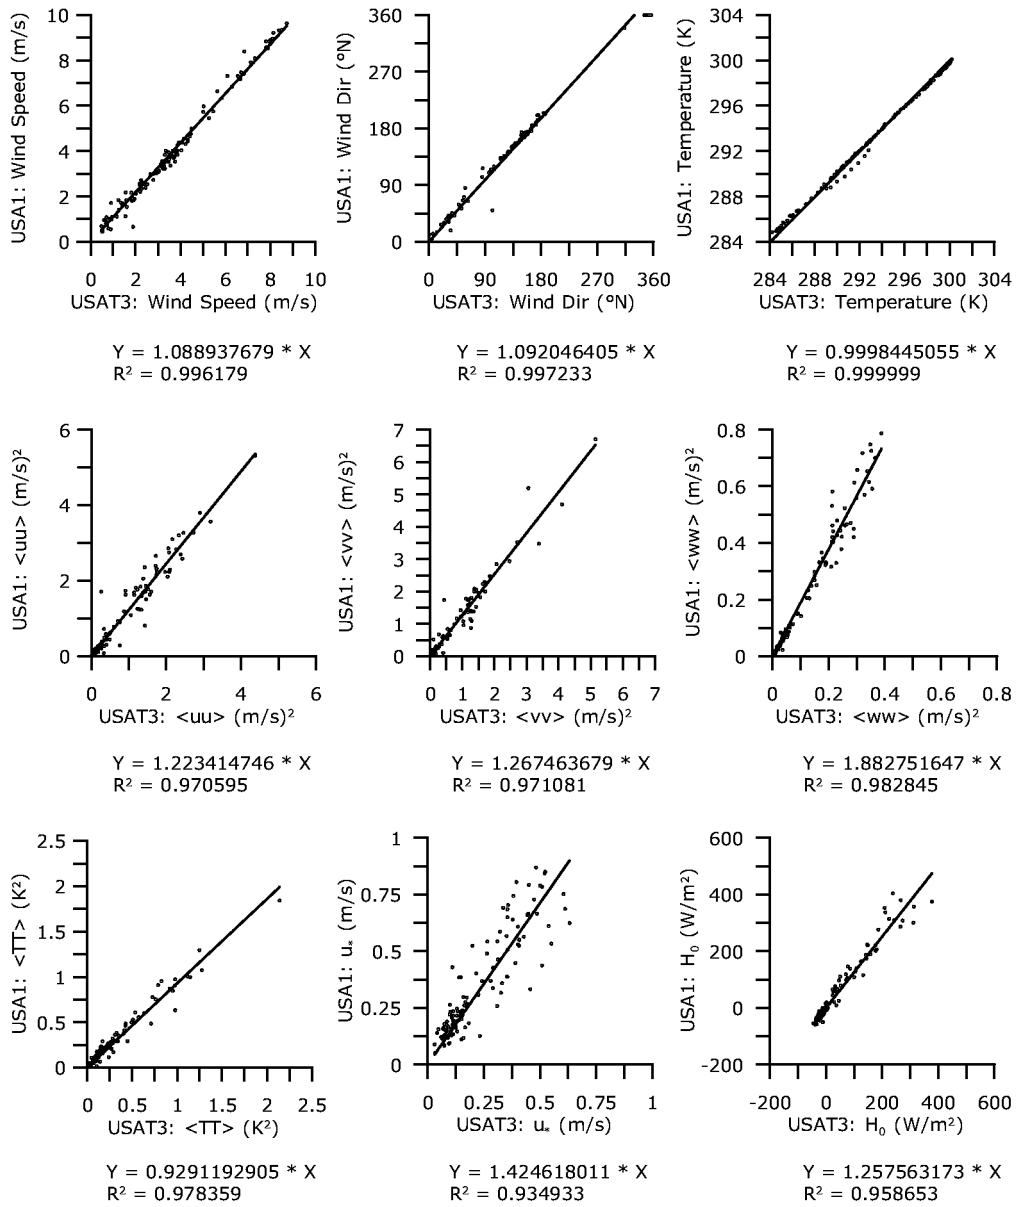 10
8
6
4
2
0
USA1: Wind Speed (m/s)
0 2 4 6 8 10
USAT3: Wind Speed (m/s)
Y = 1.088937679 * X
R² = 0.996179
360
270
180
90
0
USA1: Wind Dir (°N)
0 90 180 270 360
USAT3: Wind Dir (°N)
Y = 1.092046405 * X
R² = 0.997233
304
300
296
292
288
284
USA1: Temperature (K)
284 288 292 296 300 304
USAT3: Temperature (K)
Y = 0.9998445055 * X
R² = 0.999999
6
4
2
0
USA1: <uu> (m/s)²
0 2 4 6
USAT3: <uu> (m/s)²
Y = 1.223414746 * X
R² = 0.970595
7
6
5
4
3
2
1
0
USA1: <vv> (m/s)²
0 1 2 3 4 5 6 7
USAT3: <vv> (m/s)²
Y = 1.267463679 * X
R² = 0.971081
0.8
0.6
0.4
0.2
0
USA1: <ww> (m/s)²
0 0.2 0.4 0.6 0.8
USAT3: <ww> (m/s)²
Y = 1.882751647 * X
R² = 0.982845
2.5
2
1.5
1
0.5
0
USA1: <TT> (K²)
0 0.5 1 1.5 2 2.5
USAT3: <TT> (K²)
Y = 0.9291192905 * X
R² = 0.978359
1
0.75
0.5
0.25
0
USA1: u* (m/s)
0 0.25 0.5 0.75 1
USAT3: u* (m/s)
Y = 1.424618011 * X
R² = 0.934933
600
400
200
0
-200
USA1: H₀ (W/m²)
-200 0 200 400 600
USAT3: H₀ (W/m²)
Y = 1.257563173 * X
R² = 0.958653